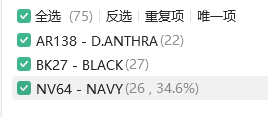 全选 (75) 反选 重复项 唯一项
AR138 - D.ANTHRA (22)
BK27 - BLACK (27)
NV64 - NAVY (26 , 34.6%)